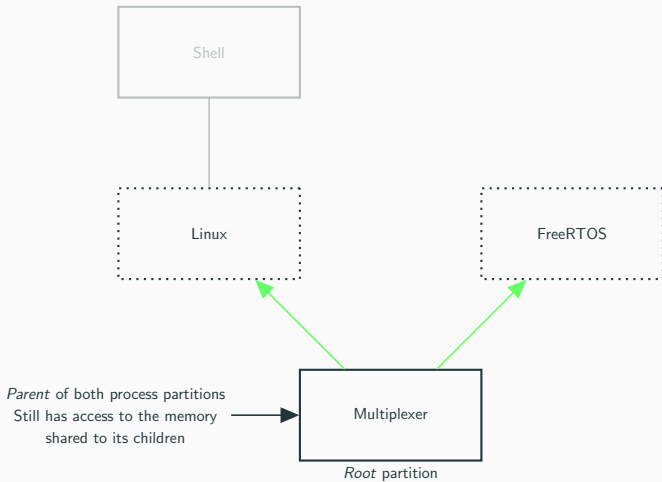 Shell
Linux
FreeRTOS
Parent of both process partitions
Still has access to the memory
shared to its children
Multiplexer
Root partition